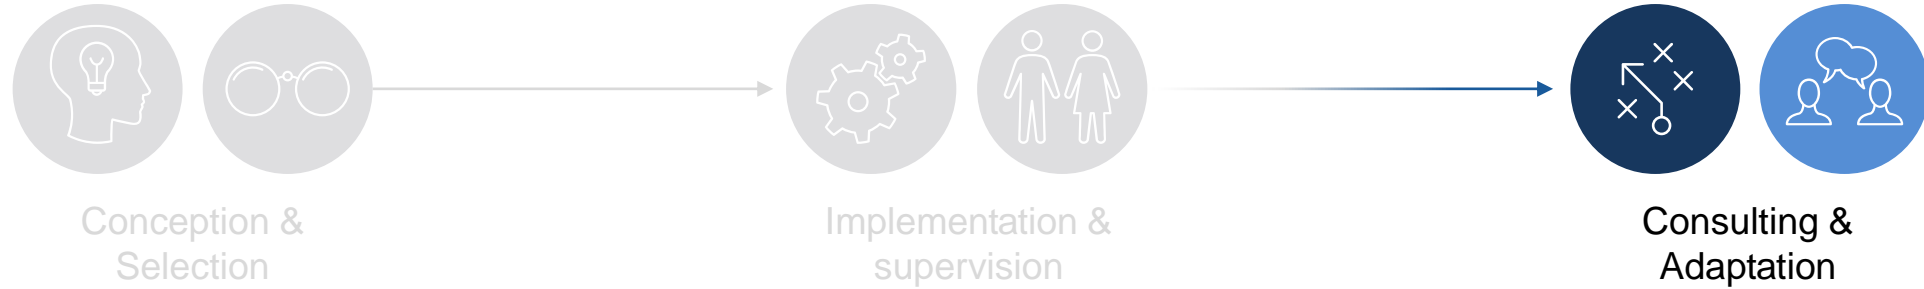 Conception &
Selection
Implementation &
supervision
Consulting &
Adaptation